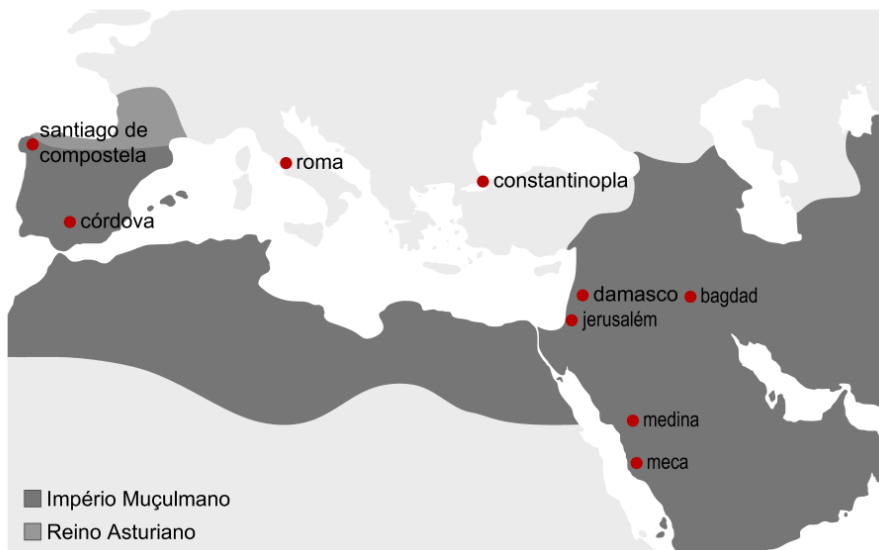 santiago de
compostela
roma
constantinopla
córdova
damasco
bagdad
jerusalém
medina
meca
Império Muçulmano
Reino Asturiano